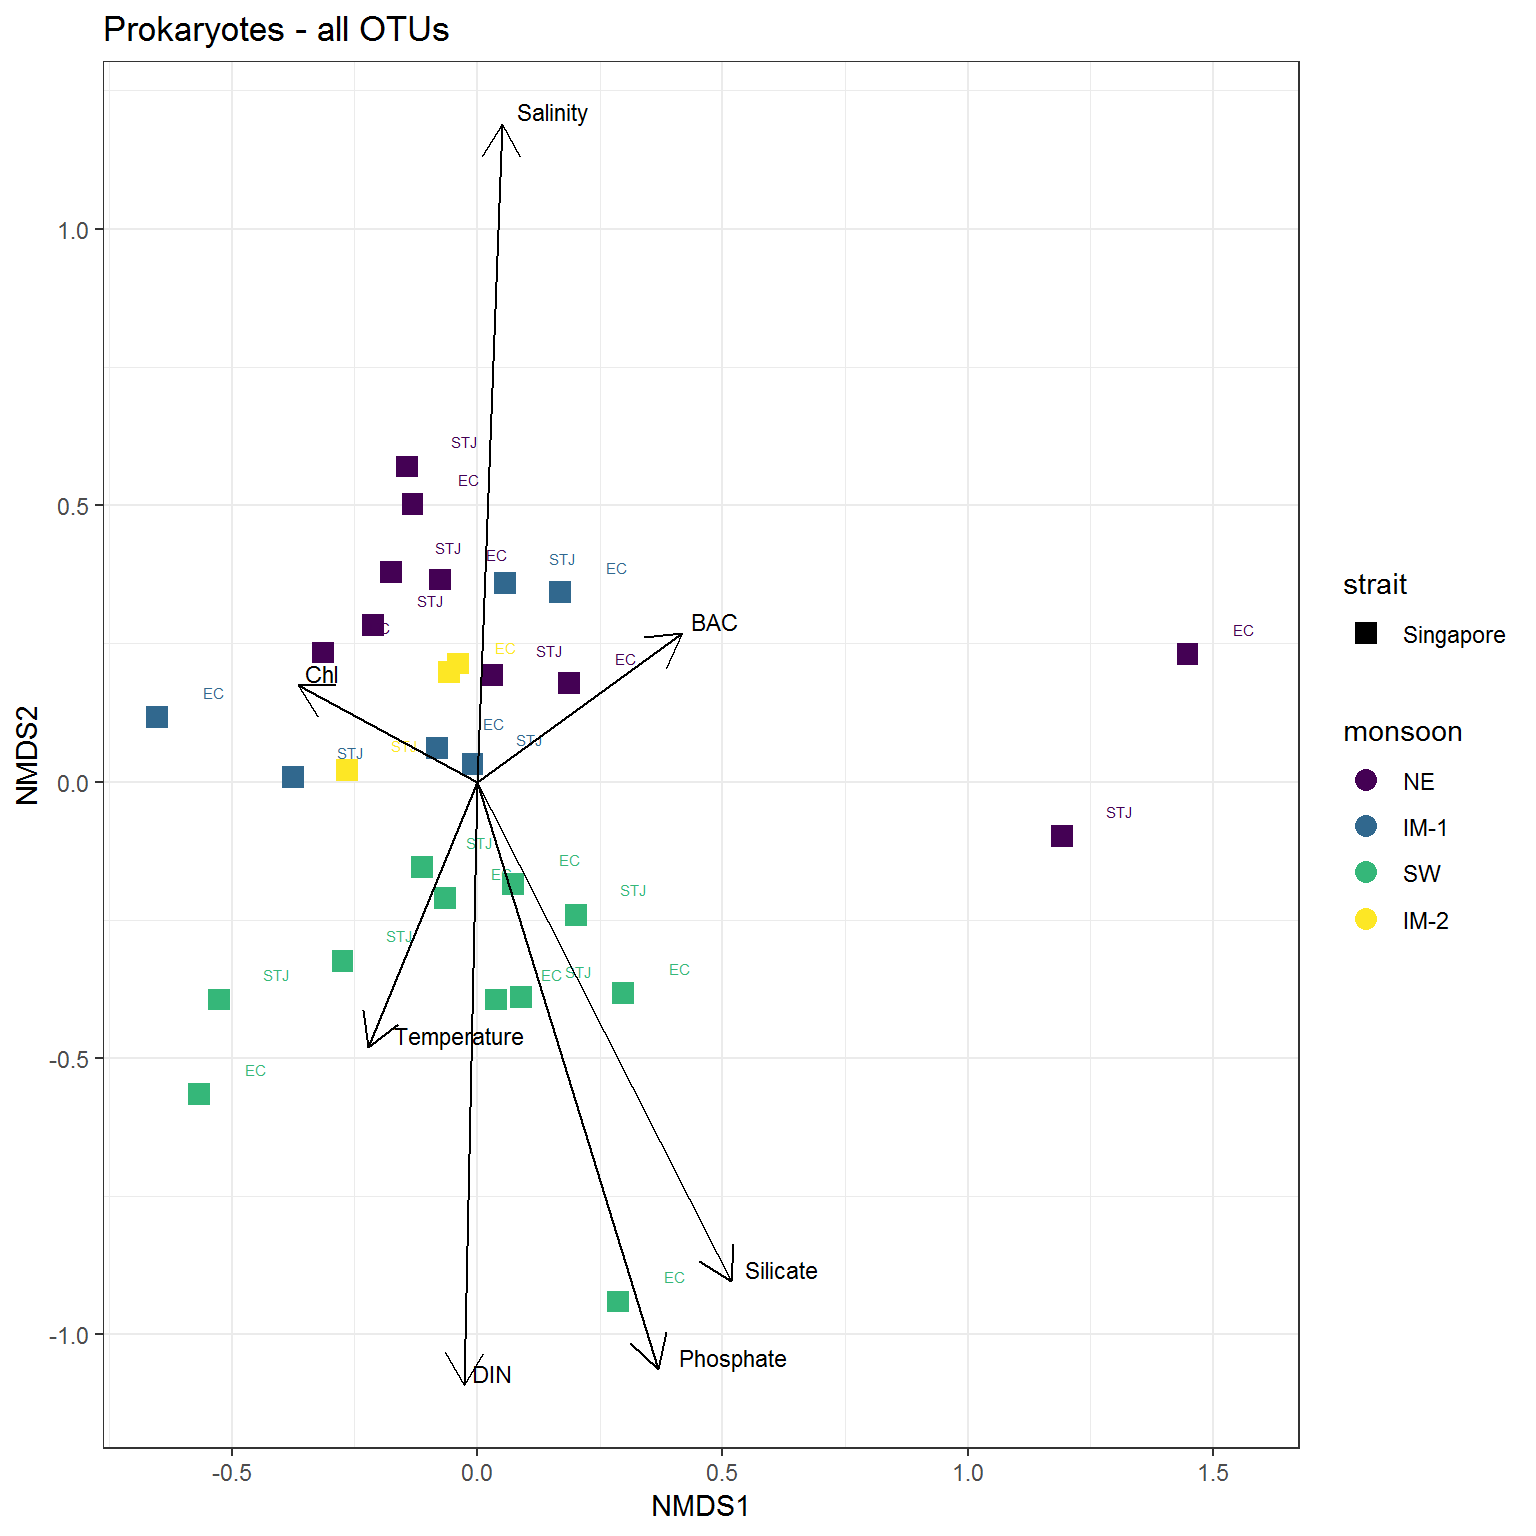 Prokaryotes - all OTUs
Salinity
1.0
STJ
EC
0.5
STJ
EC
STJ
EC
STJ
BAC
EC
EC
STJ
EC
Chl
EC
EC
STJ
STJ
STJ
0.0
STJ
STJ
EC
EC
STJ
STJ
EC
STJ
EC
STJ
Temperature
-0.5
EC
Silicate
EC
-1.0
Phosphate
DIN
-0.5
0.0
0.5
1.0
1.5
NMDS1
NMDS2
strait
Singapore
monsoon
NE
IM-1
SW
IM-2